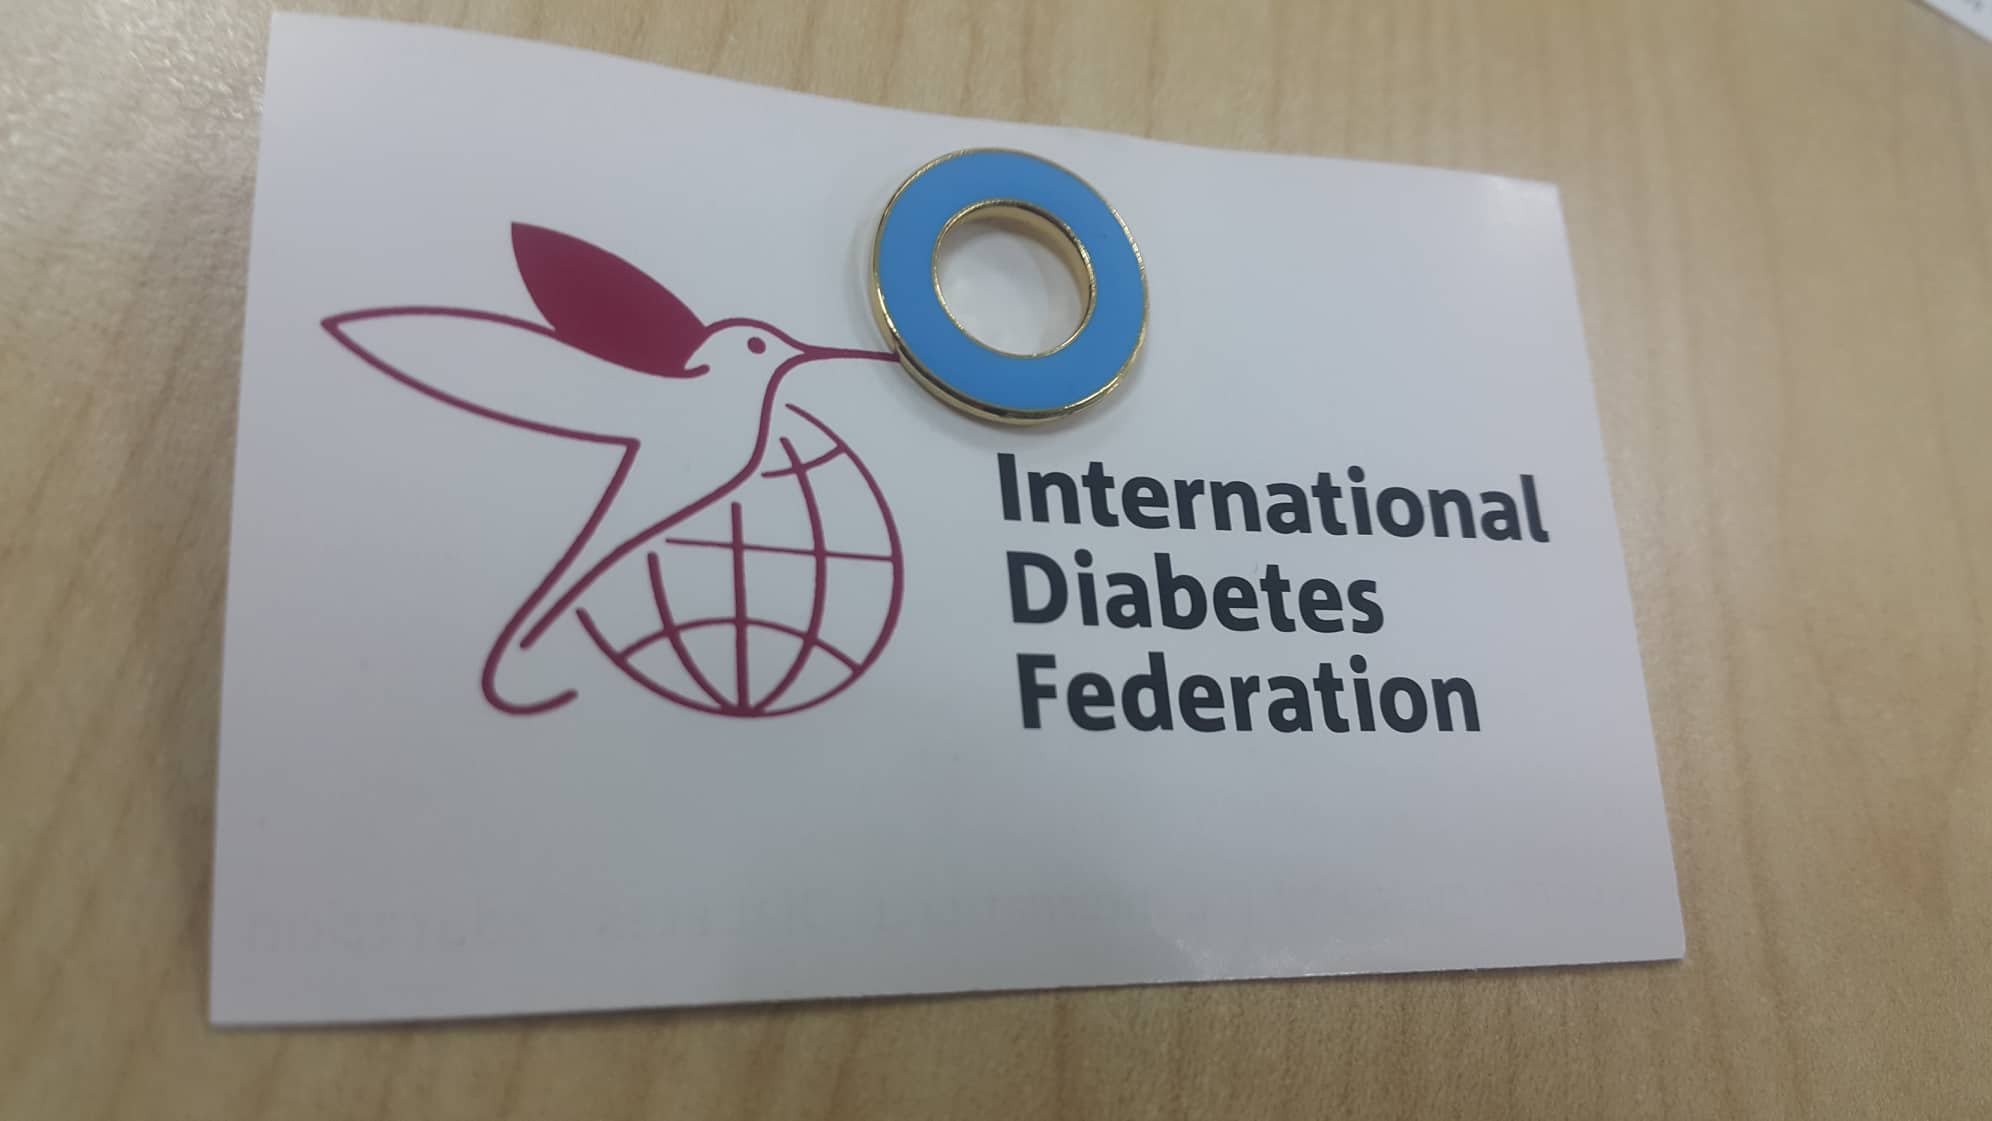 International
Diabetes
Federation